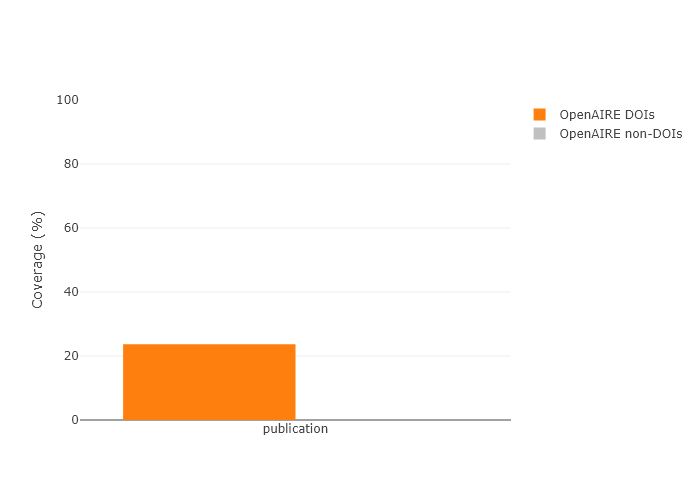 100
80
60
40
20
0
Coverage (%)
publication
OpenAIRE DOIs
OpenAIRE non-DOIs